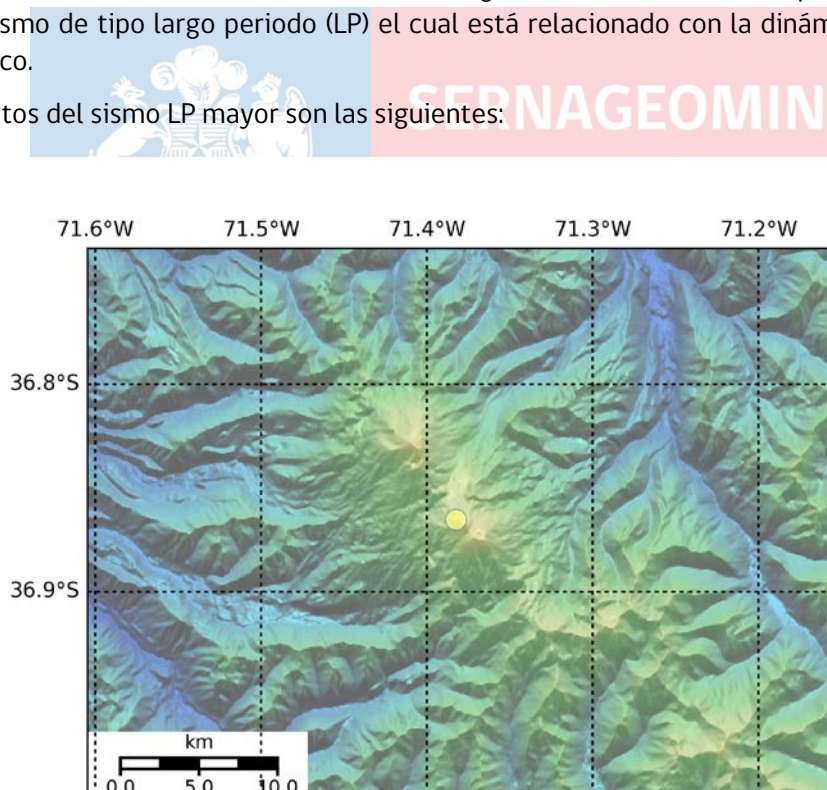 smo de tipo largo periodo (LP) el cual está relacionado con la dinám
co.
SERNAGEOMIN
tos del sismo LP mayor son las siguientes:
71.6°W 71.5°W 71.4°W 71.3°W 71.2°W
36.8°S
36.9°S
km
0.0 5.0 10.0